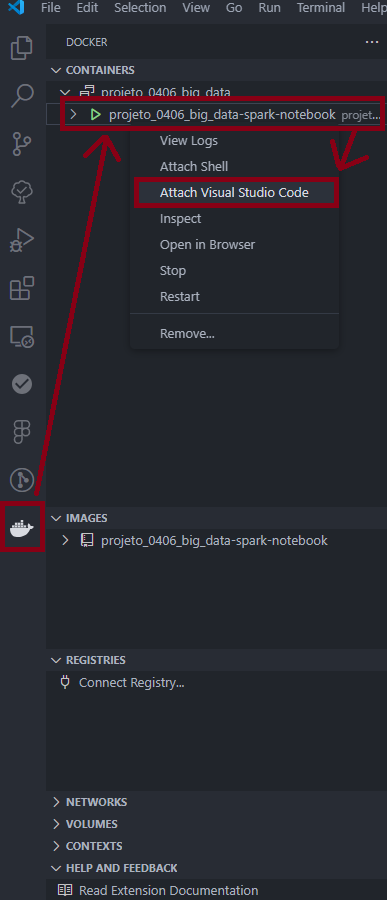 File Edit Selection View Go Run Terminal Help
DOCKER
CONTAINERS
projeto_0406_big_data
projeto_0406_big_data-spark-notebook projet...
View Logs
Attach Shell
Attach Visual Studio Code
Inspect
Open in Browser
Stop
Restart
Remove...
IMAGES
projeto_0406_big_data-spark-notebook
REGISTRIES
Connect Registry...
NETWORKS
VOLUMES
CONTEXTS
HELP AND FEEDBACK
Read Extension Documentation